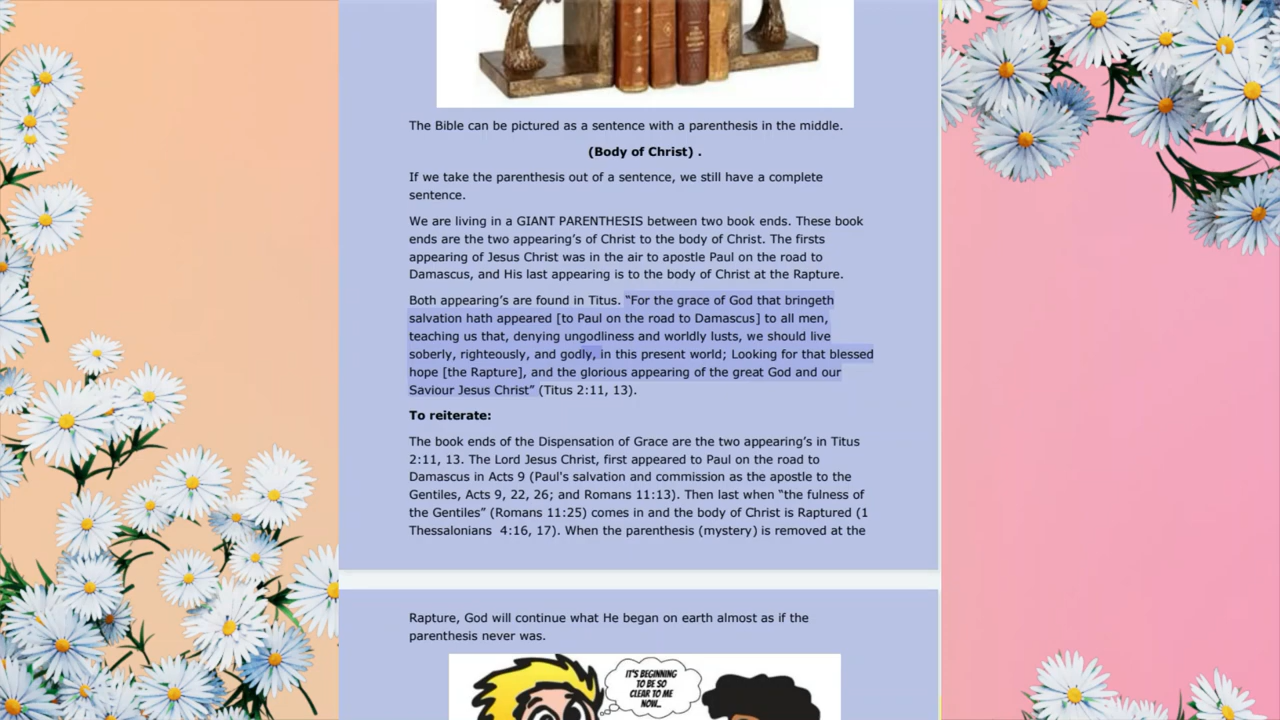 The Bible can be pictured as a sentence with a parenthesis in the middle.
(Body of Christ) .
If we take the parenthesis out of a sentence, we still have a complete
sentence.
We are living in a GIANT PARENTHESIS between two book ends. These book
ends are the two appearing’s of Christ to the body of Christ. The firsts
appearing of Jesus Christ was in the air to apostle Paul on the road to
Damascus, and His last appearing is to the body of Christ at the Rapture.
Both appearing’s are found in Titus. “For the grace of God that bringeth
salvation hath appeared [to Paul on the road to Damascus] to all men,
teaching us that, denying ungodliness and worldly lusts, we should live
soberly, righteously, and godly, in this present world; Looking for that blessed
hope [the Rapture], and the glorious appearing of the great God and our
Saviour Jesus Christ” (Titus 2:11, 13).
To reiterate:
The book ends of the Dispensation of Grace are the two appearing’s in Titus
2:11, 13. The Lord Jesus Christ, first appeared to Paul on the road to
Damascus in Acts 9 (Paul's salvation and commission as the apostle to the
Gentiles, Acts 9, 22, 26; and Romans 11:13). Then last when “the fulness of
the Gentiles” (Romans 11:25) comes in and the body of Christ is Raptured (1
Thessalonians 4:16, 17). When the parenthesis (mystery) is removed at the
Rapture, God will continue what He began on earth almost as if the
parenthesis never was.
IT'S BEGINNING
TO BE SO
CLEAR TO ME
NOW...